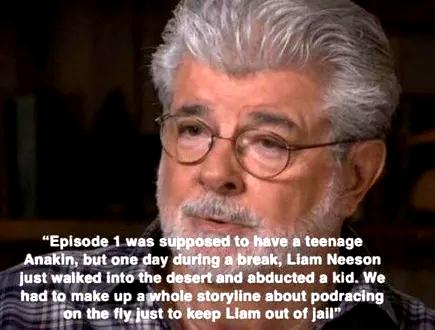 “Episode 1 was supposed to have a teenage
Anakin, but one day during a break, Liam Neeson
just walked into the desert and abducted a kid. We
had to make up a whole storyline about podracing
on the fly just to keep Liam out of jail”